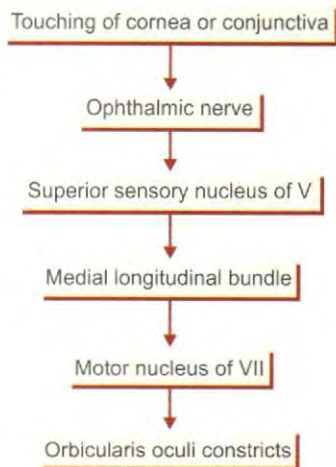 Touching of cornea or conjunctiva
Ophthalmic nerve
Superior sensory nucleus of V
Medial longitudinal bundle
Motor nucleus of VII
Orbicularis oculi constricts